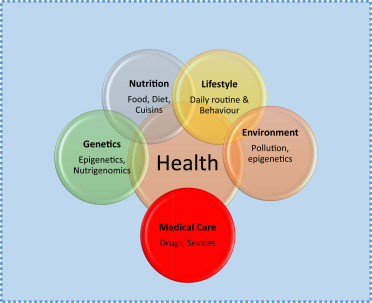 Nutrition
Food, Diet,
Cuisins
Lifestyle
Daily routine &
Behaviour
Genetics
Epigenetics,
Nutrigenomics
Health
Environment
Pollution,
epigenetics
Medical Care
Drugs, Sevices